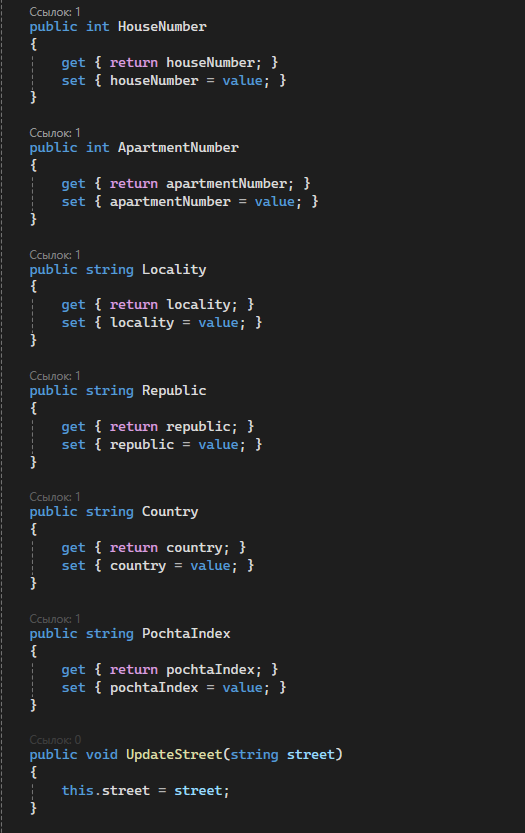 Ссылок: 1
public int HouseNumber
{
get { return houseNumber; }
set { houseNumber = value; }
}
Ссылок: 1
public int ApartmentNumber
{
get { return apartmentNumber; }
set { apartmentNumber = value; }
}
Ссылок: 1
public string Locality
{
get { return locality; }
set { locality = value; }
}
Ссылок: 1
public string Republic
{
get { return republic; }
set { republic = value; }
}
Ссылок: 1
public string Country
{
get { return country; }
set { country = value; }
}
Ссылок: 1
public string PochtaIndex
{
get { return pochtaIndex; }
set { pochtaIndex = value; }
}
Ссылок: 0
public void UpdateStreet(string street)
{
this.street = street;
}